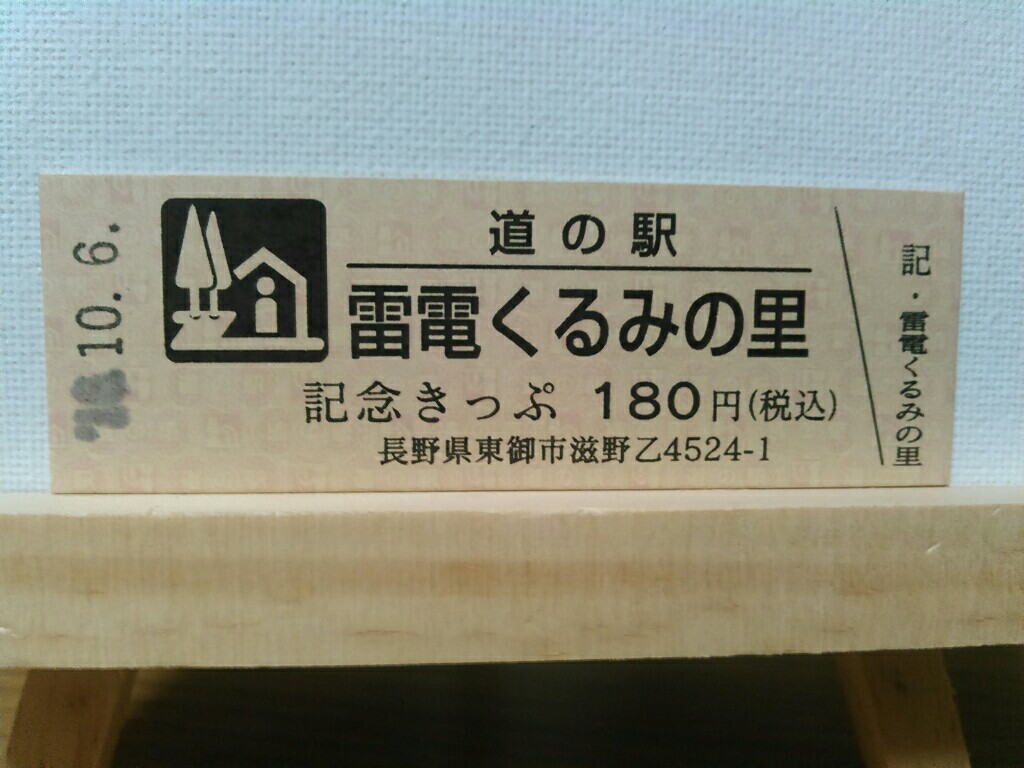 10.6.
道の駅
雷電くるみの里
記念きっぷ 180円(税込)
長野県東御市滋野乙4524-1
記・雷電くるみの里